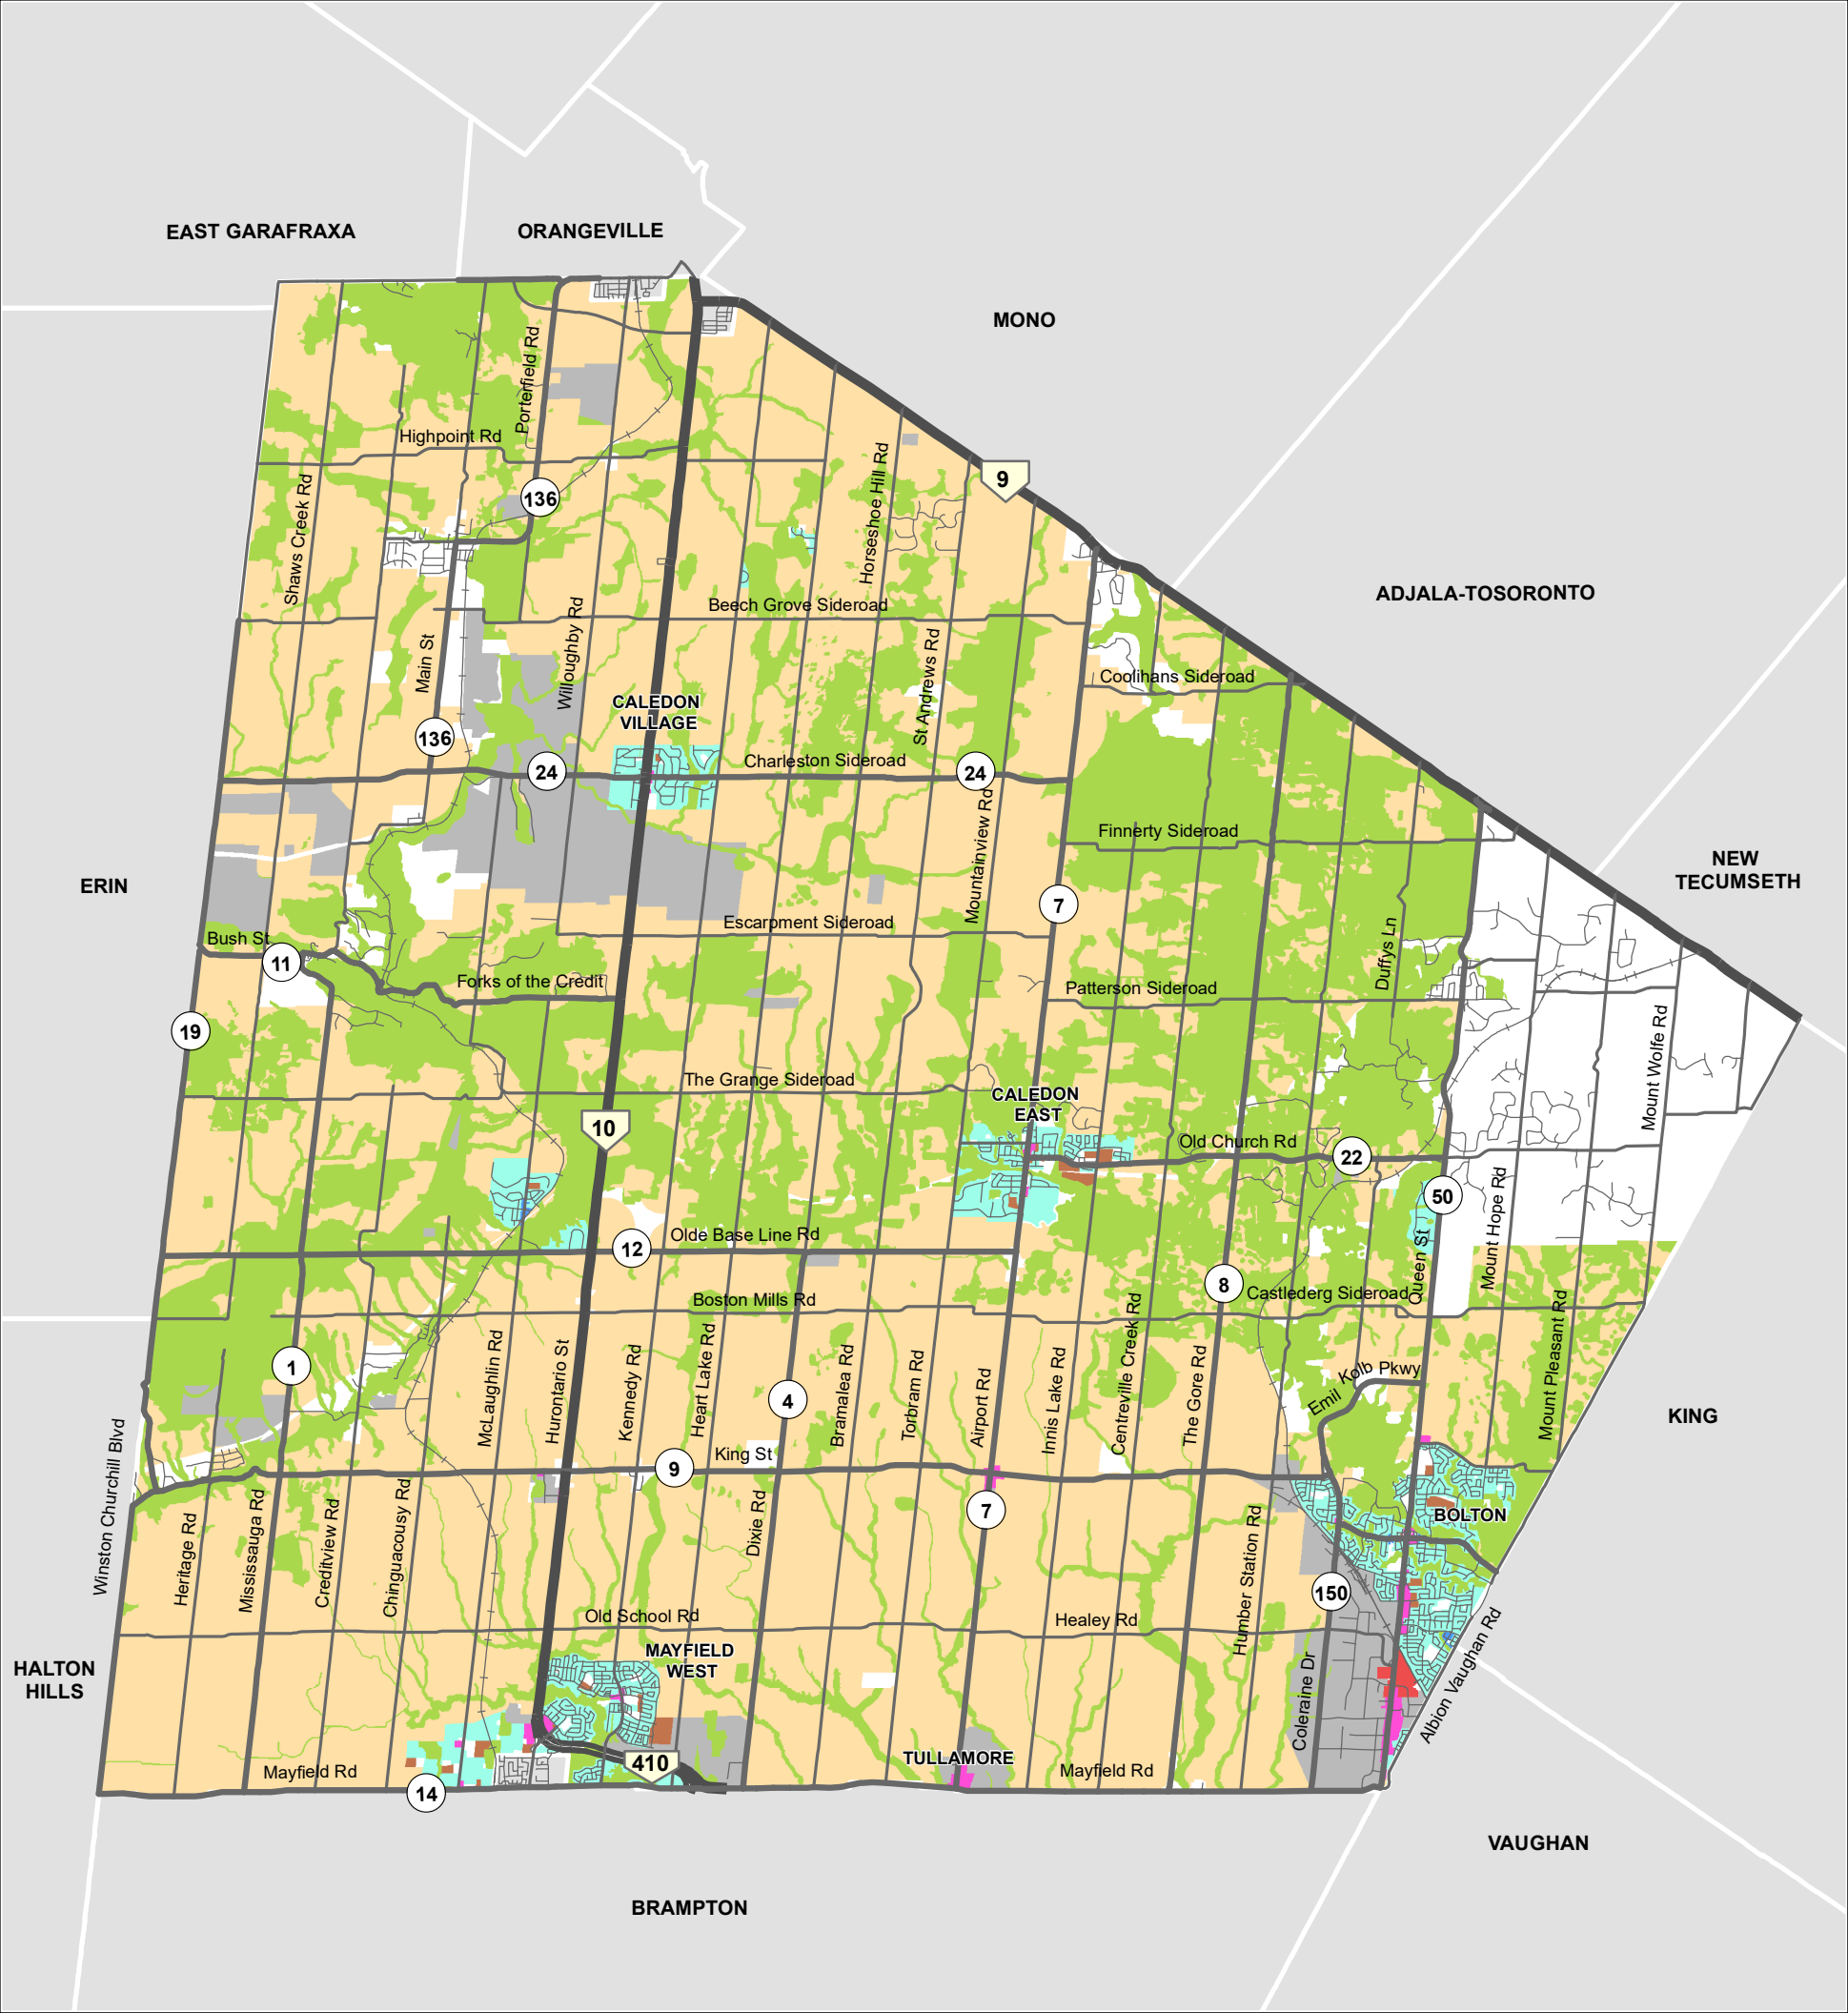 EAST GARAFRAXA
ORANGEVILLE
MONO
Porterfield Rd
Highpoint Rd
9
136
Shaws Creek Rd
Horseshoe Hill Rd
ADJALA-TOSORONTO
Beech Grove Sideroad
Willoughby Rd
Main St
St Andrews Rd
Coolihans Sideroad
CALEDON
VILLAGE
136
24
Charleston Sideroad
24
Mountainview Rd
Finnerty Sideroad
NEW
TECUMSETH
ERIN
7
Escarpment Sideroad
Bush St
11
Duffys Ln
Forks of the Credit
Patterson Sideroad
19
Mount Wolfe Rd
The Grange Sideroad
CALEDON
EAST
10
Old Church Rd
22
50
Mount Hope Rd
Olde Base Line Rd
12
Queen St
8
Castlederg Sideroad
Boston Mills Rd
Mount Pleasant Rd
1
McLaughlin Rd
Hurontario St
Kennedy Rd
Heart Lake Rd
4
Bramalea Rd
Torbram Rd
Airport Rd
Innis Lake Rd
Centreville Creek Rd
The Gore Rd
Emil Kolb Pkwy
KING
Winston Churchill Blvd
King St
9
7
Heritage Rd
Mississauga Rd
Creditview Rd
Chinguacousy Rd
Dixie Rd
Humber Station Rd
BOLTON
150
Old School Rd
Healey Rd
MAYFIELD
WEST
HALTON
HILLS
Coleraine Dr
Albion Vaughan Rd
TULLAMORE
410
Mayfield Rd
Mayfield Rd
14
VAUGHAN
BRAMPTON